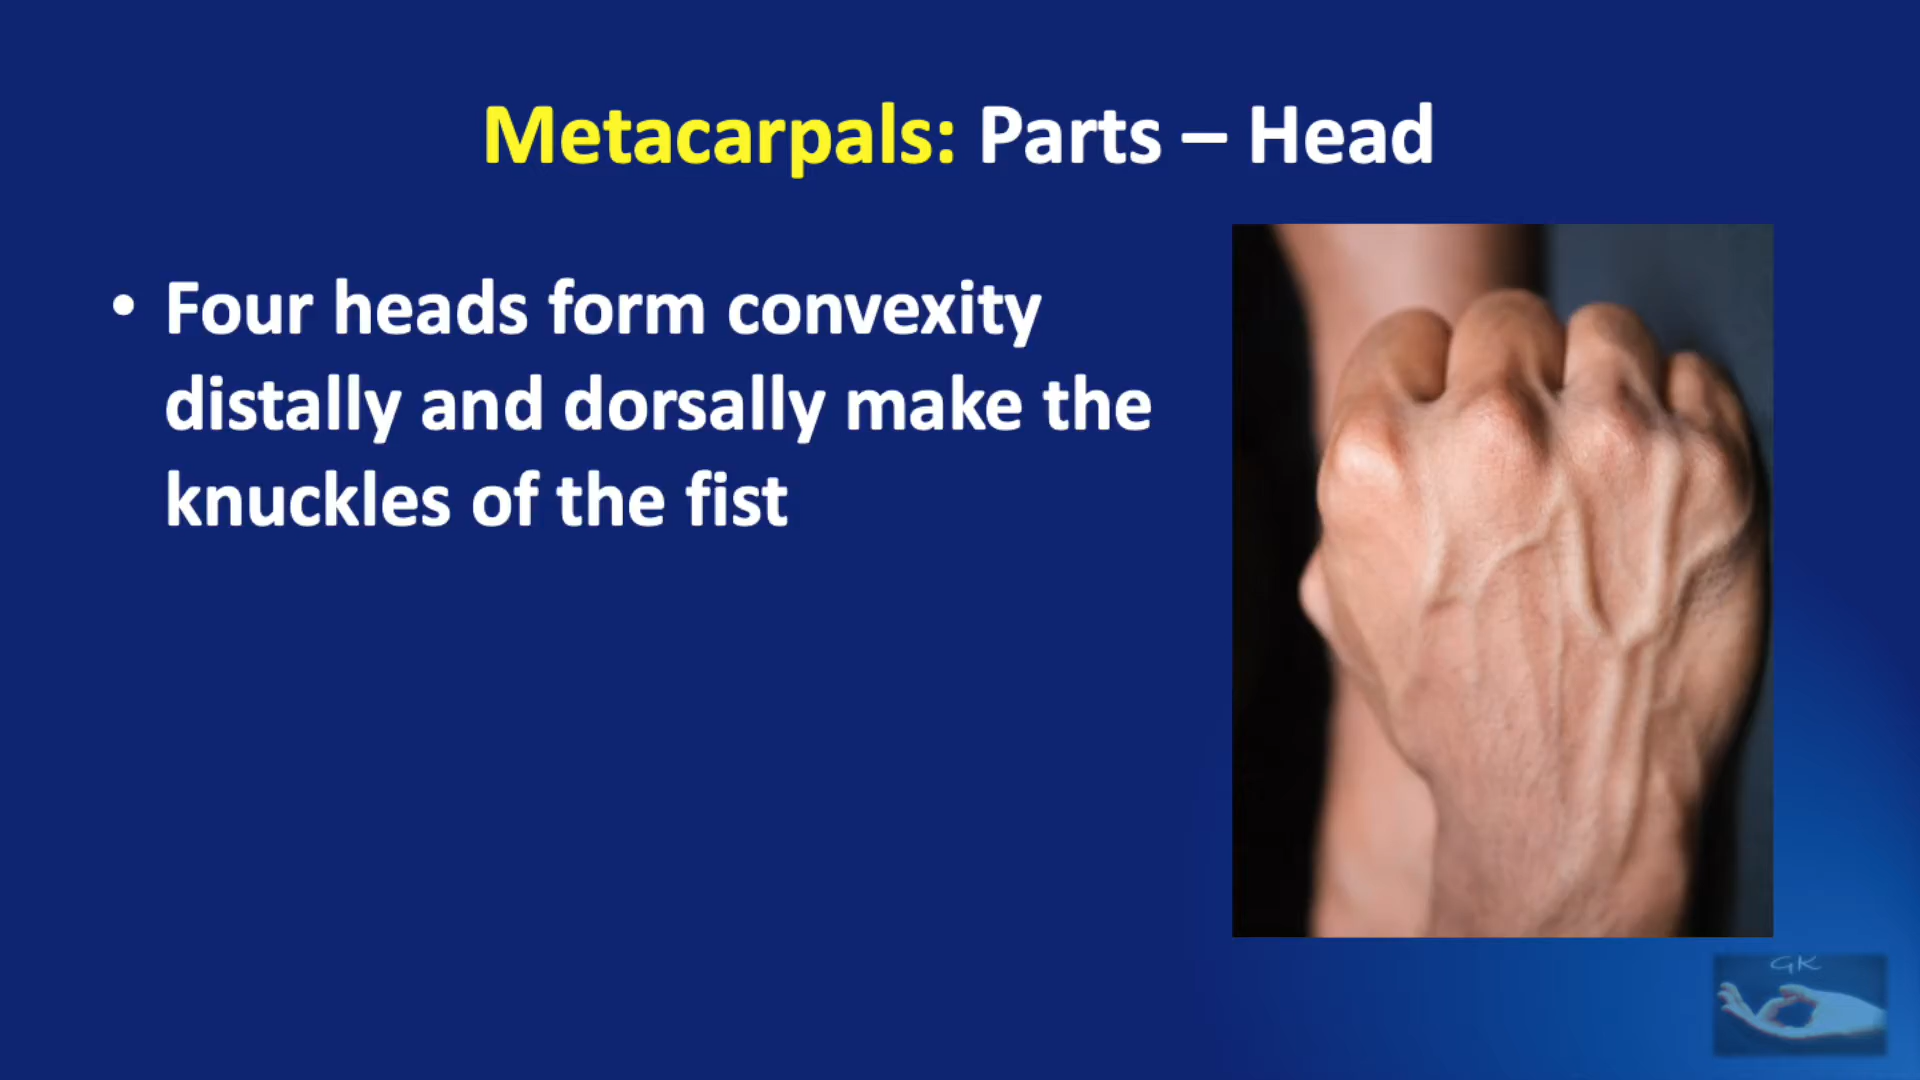 Metacarpals: Parts – Head
• Four heads form convexity
distally and dorsally make the
knuckles of the fist
GK